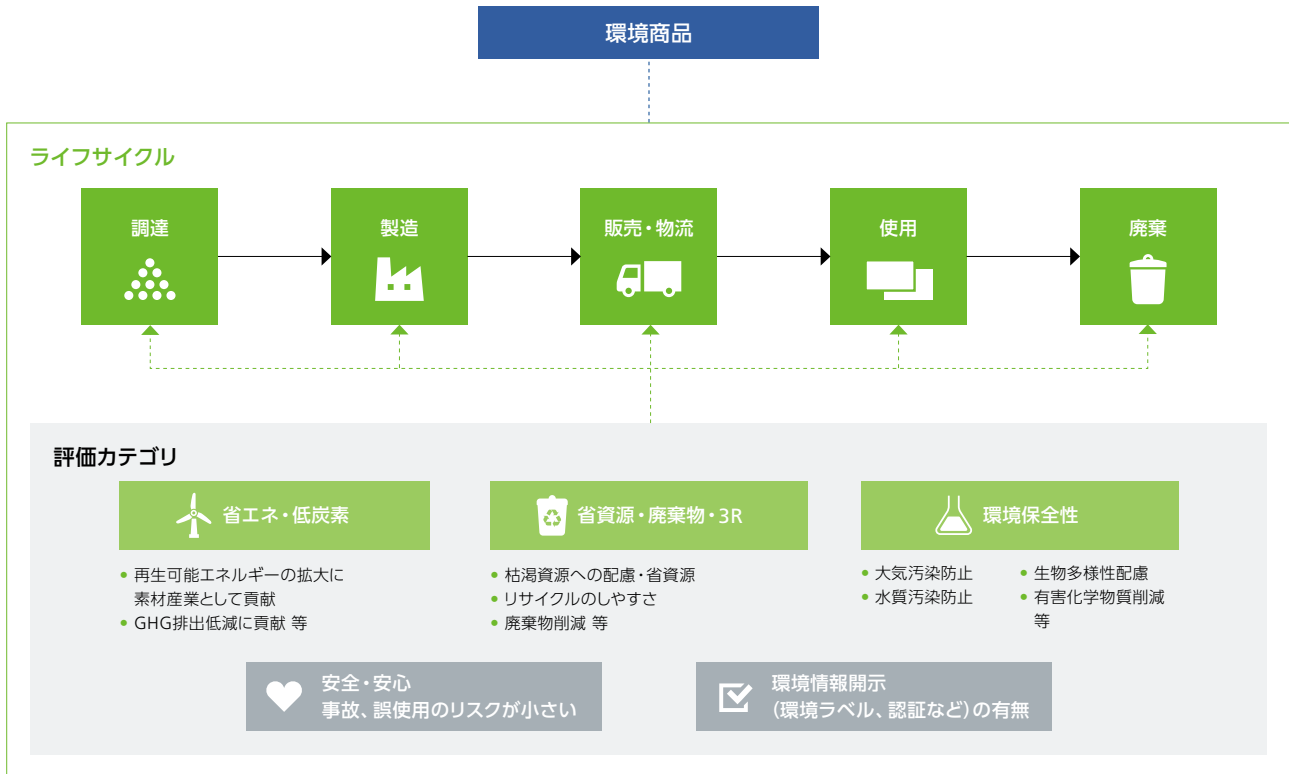 環境商品
ライフサイクル
調達
製造
販売・物流
使用
廃棄
評価カテゴリ
省エネ・低炭素
• 再生可能エネルギーの拡大に
素材産業として貢献
• GHG排出低減に貢献 等
省資源・廃棄物・3R
• 枯渇資源への配慮・省資源
• リサイクルのしやすさ
• 廃棄物削減 等
環境保全性
• 大気汚染防止
• 水質汚染防止
• 生物多様性配慮
• 有害化学物質削減
等
安全・安心
事故、誤使用のリスクが小さい
環境情報開示
(環境ラベル、認証など)の有無